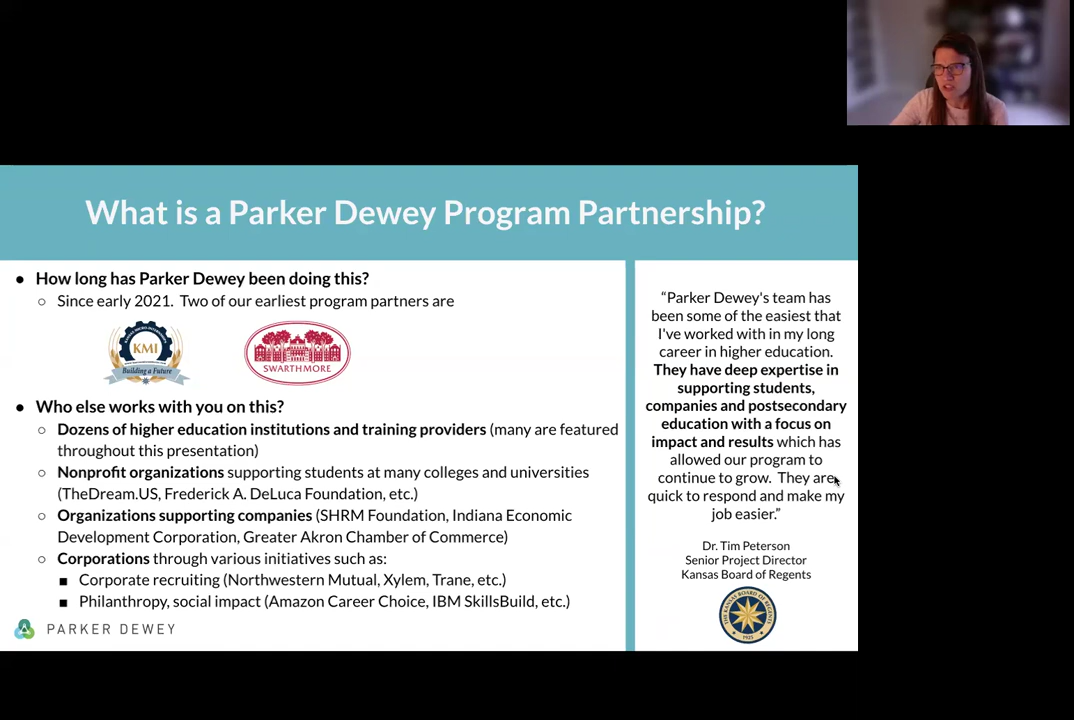 What is a Parker Dewey Program Partnership?
● How long has Parker Dewey been doing this?
○ Since early 2021. Two of our earliest program partners are
KMI
Building a Future
SWARTHMORE
● Who else works with you on this?
○ Dozens of higher education institutions and training providers (many are featured
throughout this presentation)
○ Nonprofit organizations supporting students at many colleges and universities
(TheDream.US, Frederick A. DeLuca Foundation, etc.)
○ Organizations supporting companies (SHRM Foundation, Indiana Economic
Development Corporation, Greater Akron Chamber of Commerce)
○ Corporations through various initiatives such as:
■ Corporate recruiting (Northwestern Mutual, Xylem, Trane, etc.)
■ Philanthropy, social impact (Amazon Career Choice, IBM SkillsBuild, etc.)
PARKER DEWEY
“Parker Dewey's team has
been some of the easiest that
I've worked with in my long
career in higher education.
They have deep expertise in
supporting students,
companies and postsecondary
education with a focus on
impact and results which has
allowed our program to
continue to grow. They are
quick to respond and make my
job easier.”
Dr. Tim Peterson
Senior Project Director
Kansas Board of Regents
THE KANSAS BOARD OF REGENTS
1925